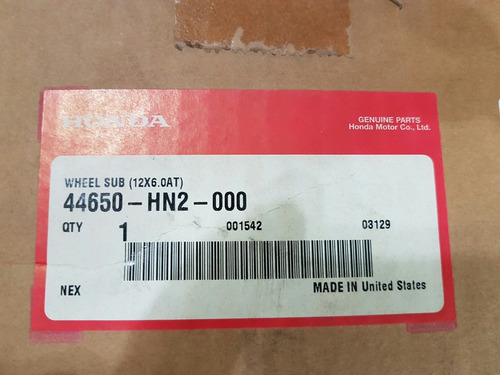 HONDA
GENUINE PARTS
Honda Motor Co., Ltd.
WHEEL SUB (12X6.0AT)
44650-HN2-000
QTY 1 001542 03129
NEX MADE IN United States